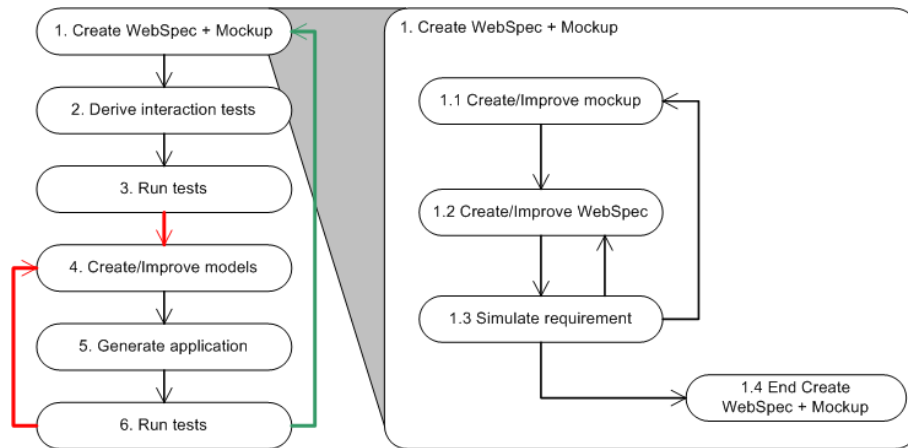 1. Create WebSpec + Mockup
2. Derive interaction tests
3. Run tests
4. Create/Improve models
5. Generate application
6. Run tests
1. Create WebSpec + Mockup
1.1 Create/Improve mockup
1.2 Create/Improve WebSpec
1.3 Simulate requirement
1.4 End Create
WebSpec + Mockup